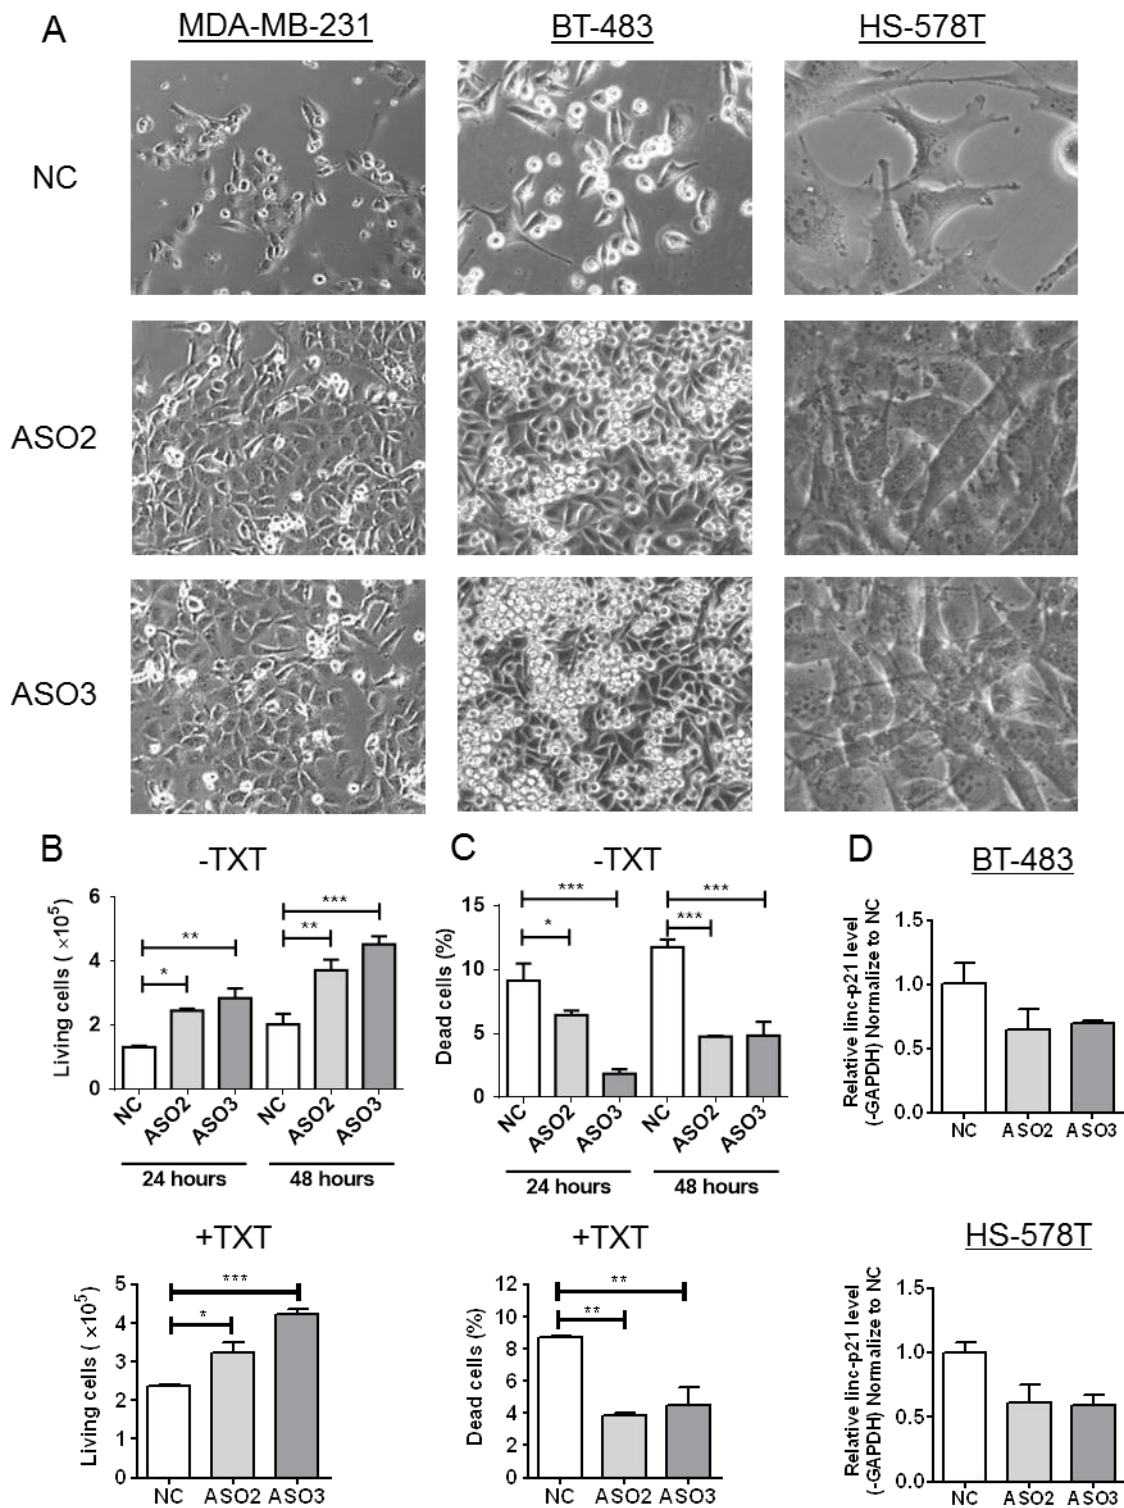 A
MDA-MB-231
BT-483
HS-578T
NC
ASO2
ASO3
B
-TXT
Living cells ( ×10⁵)
6
4
2
0
*
**
**
***
NC
ASO2
ASO3
NC
ASO2
ASO3
24 hours
48 hours
+TXT
Living cells ( ×10⁵)
5
4
3
2
1
0
*
***
NC
ASO2
ASO3
C
-TXT
Dead cells (%)
15
10
5
0
***
*
***
***
NC
ASO2
ASO3
NC
ASO2
ASO3
24 hours
48 hours
+TXT
Dead cells (%)
12
10
8
6
4
2
0
**
**
NC
ASO2
ASO3
D
BT-483
Relative linc-p21 level
(-GAPDH) Normalize to NC
1.5
1.0
0.5
0.0
NC
ASO2
ASO3
HS-578T
Relative linc-p21 level
(-GAPDH) Normalize to NC
1.5
1.0
0.5
0.0
NC
ASO2
ASO3